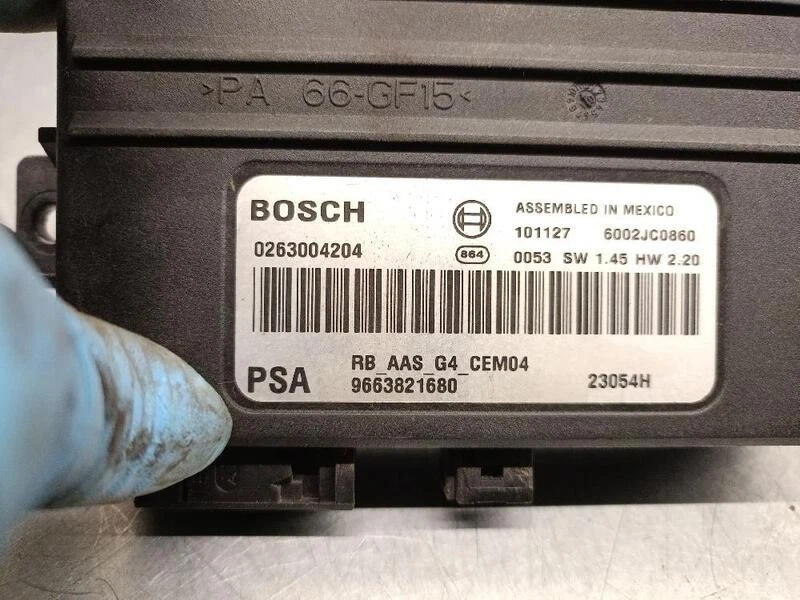 >PA 66-GF15<
BOSCH
ASSEMBLED IN MEXICO
101127 6002JC0860
0263004204
864
0053 SW 1.45 HW 2.20
PSA
RB_AAS_G4_CEM04
9663821680
23054H